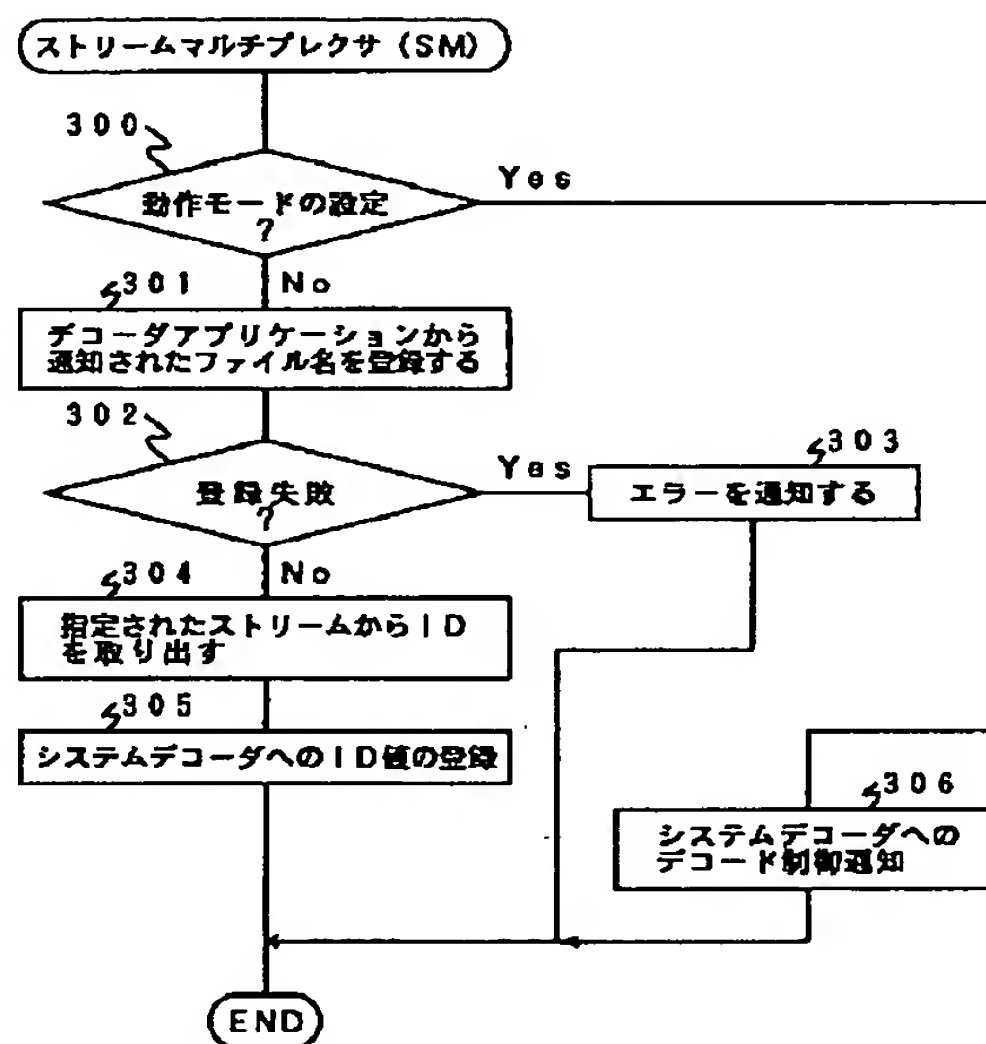 ストリームマルチプレクサ (SM)
300
動作モードの設定
?
Yes
No
301
デコーダアプリケーションから
通知されたファイル名を登録する
302
登録失敗
?
Yes
303
エラーを通知する
No
304
指定されたストリームからID
を取り出す
305
システムデコーダへのID値の登録
306
システムデコーダへの
デコード制御通知
END